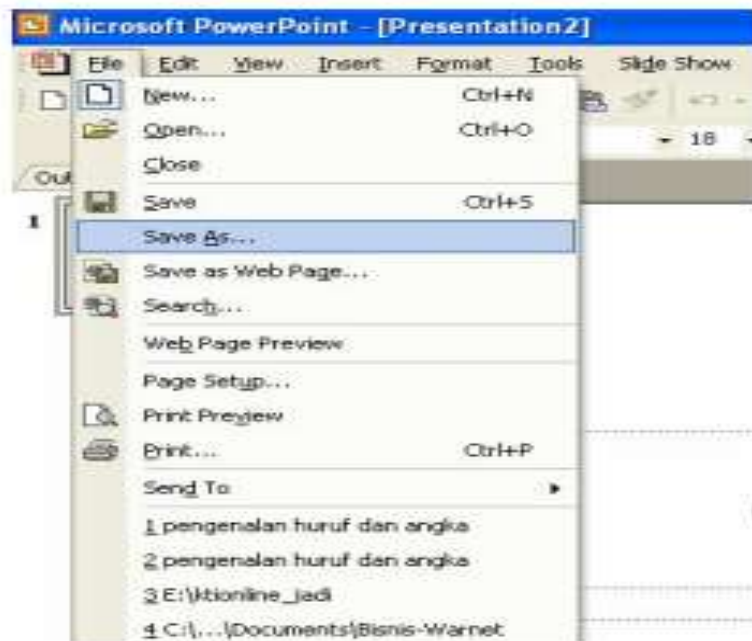 Microsoft PowerPoint - [Presentation2]
File Edit View Insert Format Tools Slide Show
New... Ctrl+N
18
Open... Ctrl+O
Close
Out
Save Ctrl+S
1
Save As...
Save as Web Page...
Search...
Web Page Preview
Page Setup...
Print Preview
Print... Ctrl+P
Send To
1 pengenalan huruf dan angka
2 pengenalan huruf dan angka
3 E:\ktionline_jadi
4 C:\...\Documents\Bisnis-Warnet